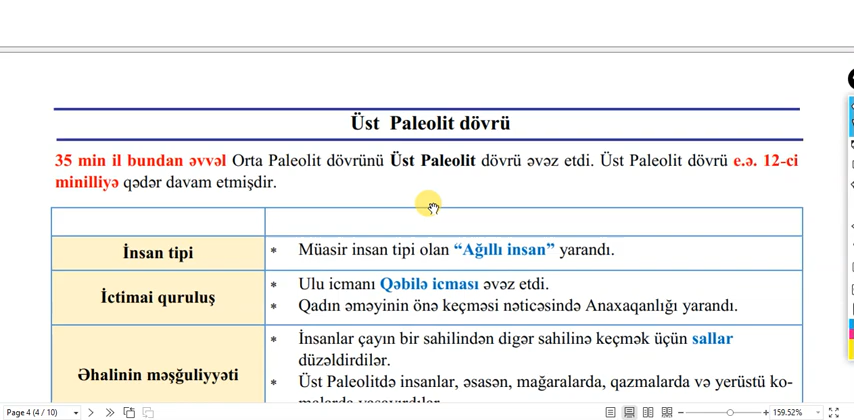 Üst Paleolit dövrü
35 min il bundan əvvəl Orta Paleolit dövrünü Üst Paleolit dövrü əvəz etdi. Üst Paleolit dövrü e.ə. 12-ci
minilliyə qədər davam etmişdir.
İnsan tipi
* Müasir insan tipi olan “Ağıllı insan” yarandı.
İctimai quruluş
* Ulu icmanı Qəbilə icması əvəz etdi.
* Qadın əməyinin önə keçməsi nəticəsində Anaxaqanlığı yarandı.
Əhalinin məşğuliyyəti
* İnsanlar çayın bir sahilindən digər sahilinə keçmək üçün sallar
düzəldirdilər.
* Üst Paleolitdə insanlar, əsasən, mağaralarda, qazmalarda və yerüstü ko-
malarda yaşayırdılar.
Page 4 (4 / 10)
159.52%